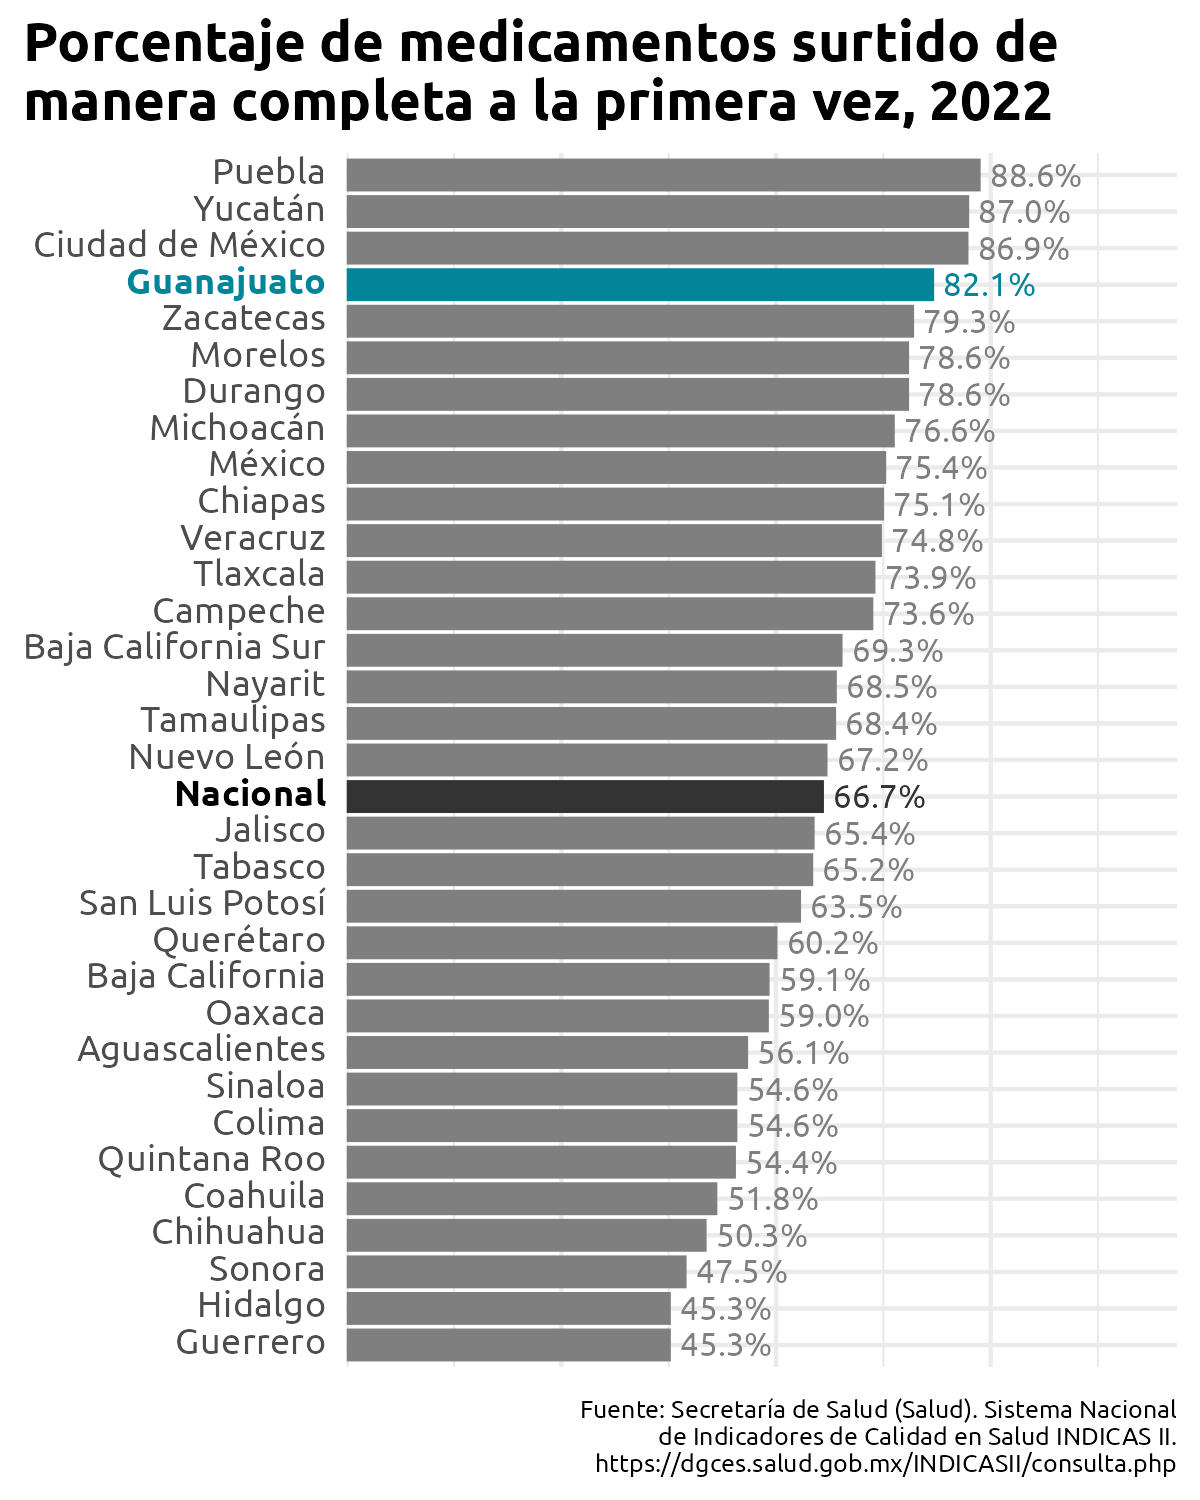 Porcentaje de medicamentos surtido de
manera completa a la primera vez, 2022
Puebla 88.6%
Yucatán 87.0%
Ciudad de México 86.9%
Guanajuato 82.1%
Zacatecas 79.3%
Morelos 78.6%
Durango 78.6%
Michoacán 76.6%
México 75.4%
Chiapas 75.1%
Veracruz 74.8%
Tlaxcala 73.9%
Campeche 73.6%
Baja California Sur 69.3%
Nayarit 68.5%
Tamaulipas 68.4%
Nuevo León 67.2%
Nacional 66.7%
Jalisco 65.4%
Tabasco 65.2%
San Luis Potosí 63.5%
Querétaro 60.2%
Baja California 59.1%
Oaxaca 59.0%
Aguascalientes 56.1%
Sinaloa 54.6%
Colima 54.6%
Quintana Roo 54.4%
Coahuila 51.8%
Chihuahua 50.3%
Sonora 47.5%
Hidalgo 45.3%
Guerrero 45.3%
Fuente: Secretaría de Salud (Salud). Sistema Nacional
de Indicadores de Calidad en Salud INDICAS II.
https://dgces.salud.gob.mx/INDICASII/consulta.php